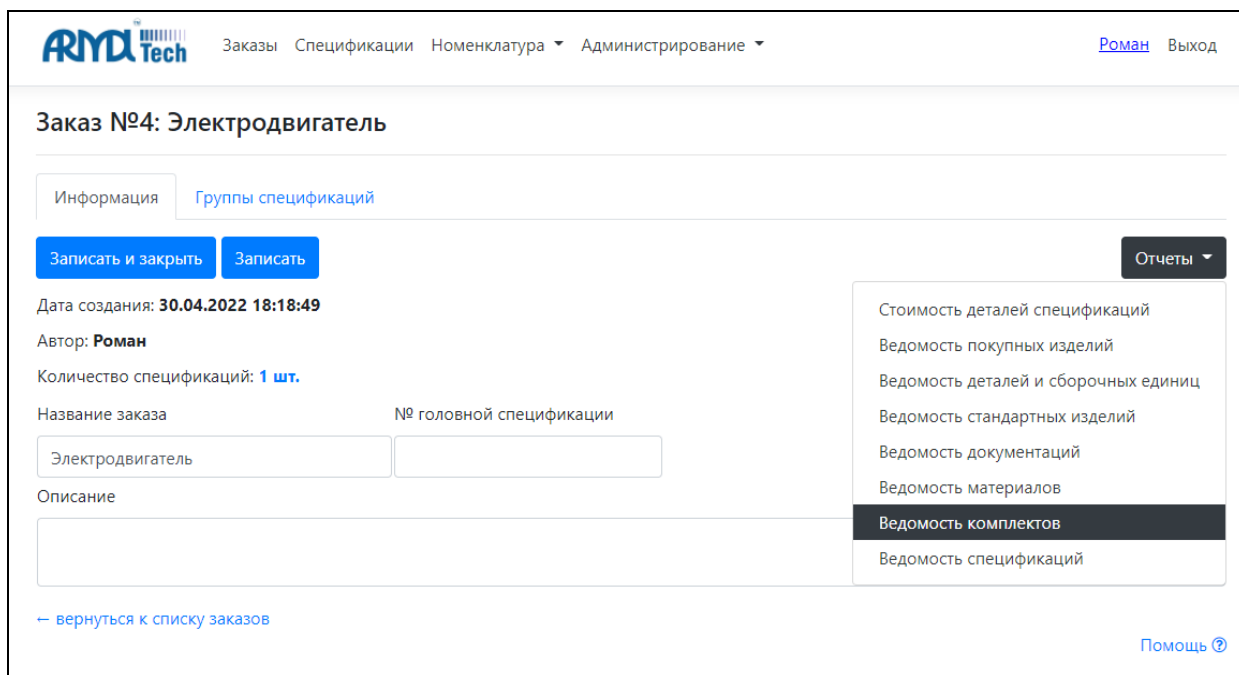 ARMA Tech Заказы Спецификации Номенклатура Администрирование Роман Выход
Заказ №4: Электродвигатель
Информация Группы спецификаций
Записать и закрыть Записать Отчеты
Дата создания: 30.04.2022 18:18:49
Автор: Роман
Количество спецификаций: 1 шт.
Название заказа № головной спецификации
Электродвигатель
Описание
Стоимость деталей спецификаций
Ведомость покупных изделий
Ведомость деталей и сборочных единиц
Ведомость стандартных изделий
Ведомость документаций
Ведомость материалов
Ведомость комплектов
Ведомость спецификаций
← вернуться к списку заказов
Помощь ?